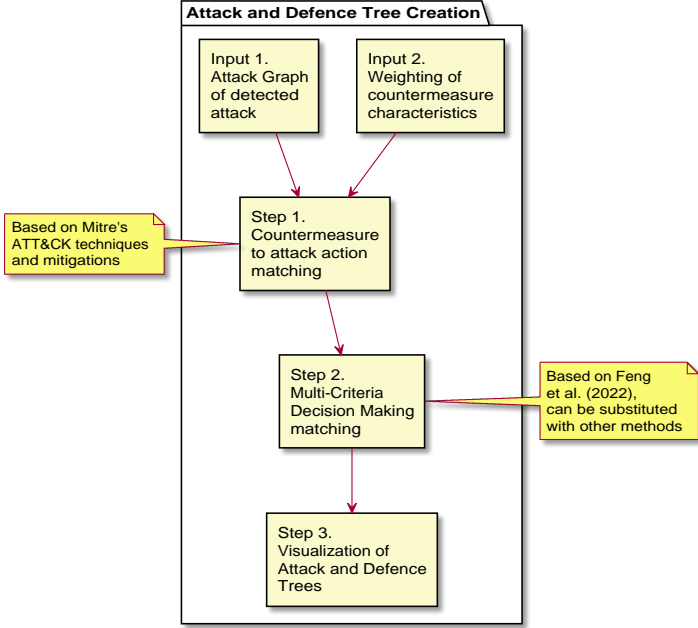 Attack and Defence Tree Creation
Input 1.
Attack Graph
of detected
attack
Input 2.
Weighting of
countermeasure
characteristics
Based on Mitre's
ATT&CK techniques
and mitigations
Step 1.
Countermeasure
to attack action
matching
Step 2.
Multi-Criteria
Decision Making
matching
Based on Feng
et al. (2022),
can be substituted
with other methods
Step 3.
Visualization of
Attack and Defence
Trees